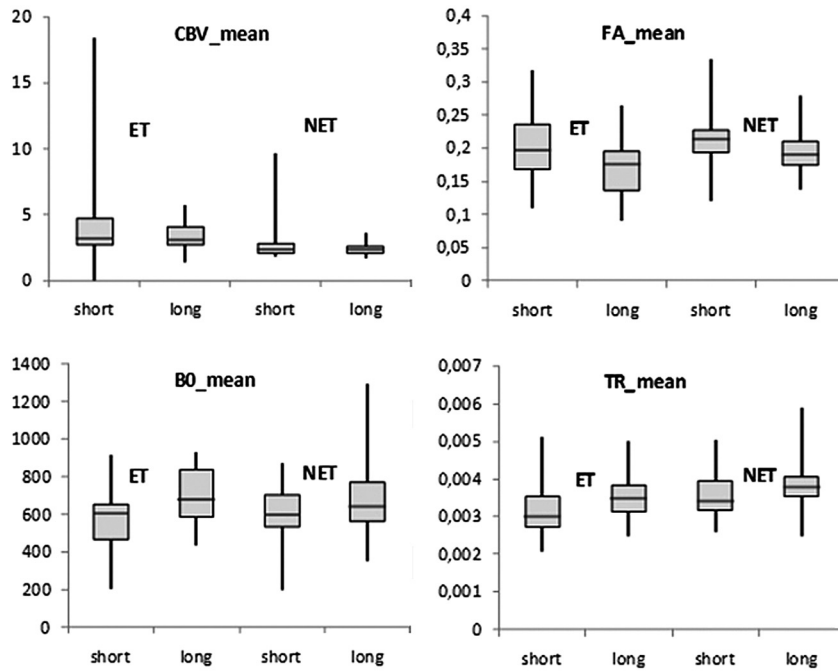 CBV_mean
20
15
10
5
0
ET
NET
short long short long
FA_mean
0,4
0,35
0,3
0,25
0,2
0,15
0,1
0,05
0
ET
NET
short long short long
B0_mean
1400
1200
1000
800
600
400
200
0
ET
NET
short long short long
TR_mean
0,007
0,006
0,005
0,004
0,003
0,002
0,001
0
ET
NET
short long short long